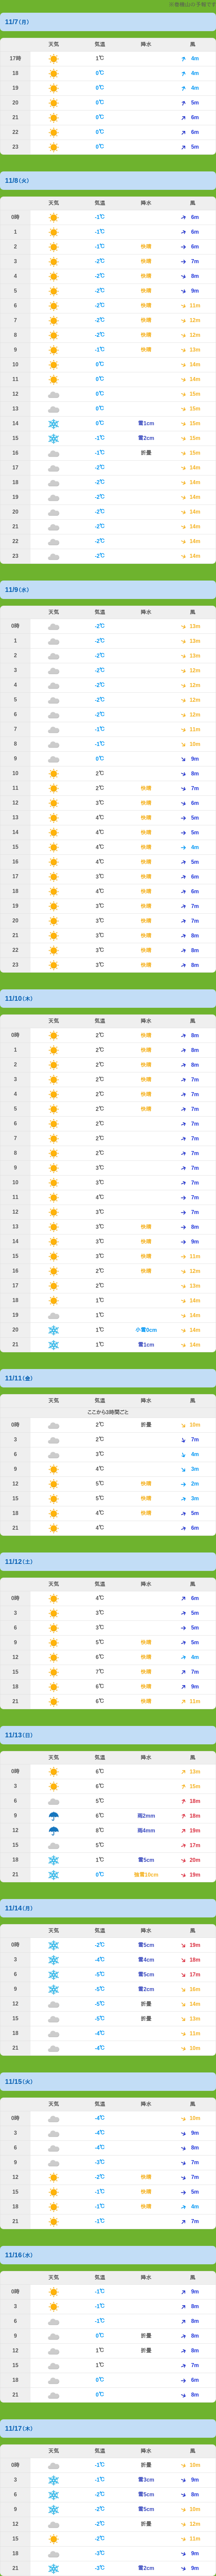 ※船橋山の予報です
11/7(月)
天気 気温 降水 風
17時 1℃ 4m
18 0℃ 4m
19 0℃ 4m
20 0℃ 5m
21 0℃ 6m
22 0℃ 6m
23 0℃ 5m
11/8(火)
天気 気温 降水 風
0時 -1℃ 6m
1 -1℃ 6m
2 -1℃ 快晴 6m
3 -2℃ 快晴 7m
4 -2℃ 快晴 8m
5 -2℃ 快晴 9m
6 -2℃ 快晴 11m
7 -2℃ 快晴 12m
8 -2℃ 快晴 12m
9 -1℃ 快晴 13m
10 0℃ 14m
11 0℃ 14m
12 0℃ 15m
13 0℃ 15m
14 0℃ 雪1cm 15m
15 -1℃ 雪2cm 15m
16 -1℃ 折曇 15m
17 -2℃ 14m
18 -2℃ 14m
19 -2℃ 14m
20 -2℃ 14m
21 -2℃ 14m
22 -2℃ 14m
23 -2℃ 14m
11/9(水)
天気 気温 降水 風
0時 -2℃ 13m
1 -2℃ 13m
2 -2℃ 13m
3 -2℃ 12m
4 -2℃ 12m
5 -2℃ 12m
6 -2℃ 12m
7 -1℃ 11m
8 -1℃ 10m
9 0℃ 9m
10 2℃ 8m
11 2℃ 快晴 7m
12 3℃ 快晴 6m
13 4℃ 快晴 5m
14 4℃ 快晴 5m
15 4℃ 快晴 4m
16 4℃ 快晴 5m
17 3℃ 快晴 6m
18 4℃ 快晴 6m
19 3℃ 快晴 7m
20 3℃ 快晴 7m
21 3℃ 快晴 8m
22 3℃ 快晴 8m
23 3℃ 快晴 8m
11/10(木)
天気 気温 降水 風
0時 2℃ 快晴 8m
1 2℃ 快晴 8m
2 2℃ 快晴 8m
3 2℃ 快晴 7m
4 2℃ 快晴 7m
5 2℃ 快晴 7m
6 2℃ 7m
7 2℃ 7m
8 2℃ 7m
9 3℃ 7m
10 3℃ 7m
11 4℃ 7m
12 3℃ 7m
13 3℃ 快晴 8m
14 3℃ 快晴 9m
15 3℃ 快晴 11m
16 2℃ 快晴 12m
17 2℃ 13m
18 1℃ 14m
19 1℃ 14m
20 1℃ 小雪0cm 14m
21 1℃ 雪1cm 14m
11/11(金)
天気 気温 降水 風
ここから3時間ごと
0時 2℃ 折曇 10m
3 2℃ 7m
6 3℃ 4m
9 4℃ 3m
12 5℃ 快晴 2m
15 5℃ 快晴 3m
18 4℃ 快晴 5m
21 4℃ 6m
11/12(土)
天気 気温 降水 風
0時 4℃ 6m
3 3℃ 5m
6 3℃ 5m
9 5℃ 快晴 5m
12 6℃ 快晴 4m
15 7℃ 快晴 7m
18 6℃ 快晴 9m
21 6℃ 快晴 11m
11/13(日)
天気 気温 降水 風
0時 6℃ 13m
3 6℃ 15m
6 5℃ 18m
9 6℃ 雨2mm 18m
12 8℃ 雨4mm 19m
15 5℃ 17m
18 1℃ 雪5cm 20m
21 0℃ 強雪10cm 19m
11/14(月)
天気 気温 降水 風
0時 -2℃ 雪5cm 19m
3 -4℃ 雪4cm 18m
6 -5℃ 雪5cm 17m
9 -5℃ 雪2cm 16m
12 -5℃ 折曇 14m
15 -5℃ 折曇 13m
18 -4℃ 11m
21 -4℃ 10m
11/15(火)
天気 気温 降水 風
0時 -4℃ 10m
3 -4℃ 9m
6 -4℃ 8m
9 -3℃ 7m
12 -2℃ 快晴 7m
15 -1℃ 快晴 5m
18 -1℃ 快晴 4m
21 -1℃ 7m
11/16(水)
天気 気温 降水 風
0時 -1℃ 9m
3 -1℃ 8m
6 -1℃ 8m
9 0℃ 折曇 8m
12 1℃ 折曇 8m
15 1℃ 7m
18 0℃ 6m
21 0℃ 8m
11/17(木)
天気 気温 降水 風
0時 -1℃ 折曇 10m
3 -1℃ 雪3cm 9m
6 -2℃ 雪5cm 8m
9 -2℃ 雪5cm 10m
12 -2℃ 折曇 12m
15 -2℃ 11m
18 -3℃ 9m
21 -3℃ 雪2cm 9m